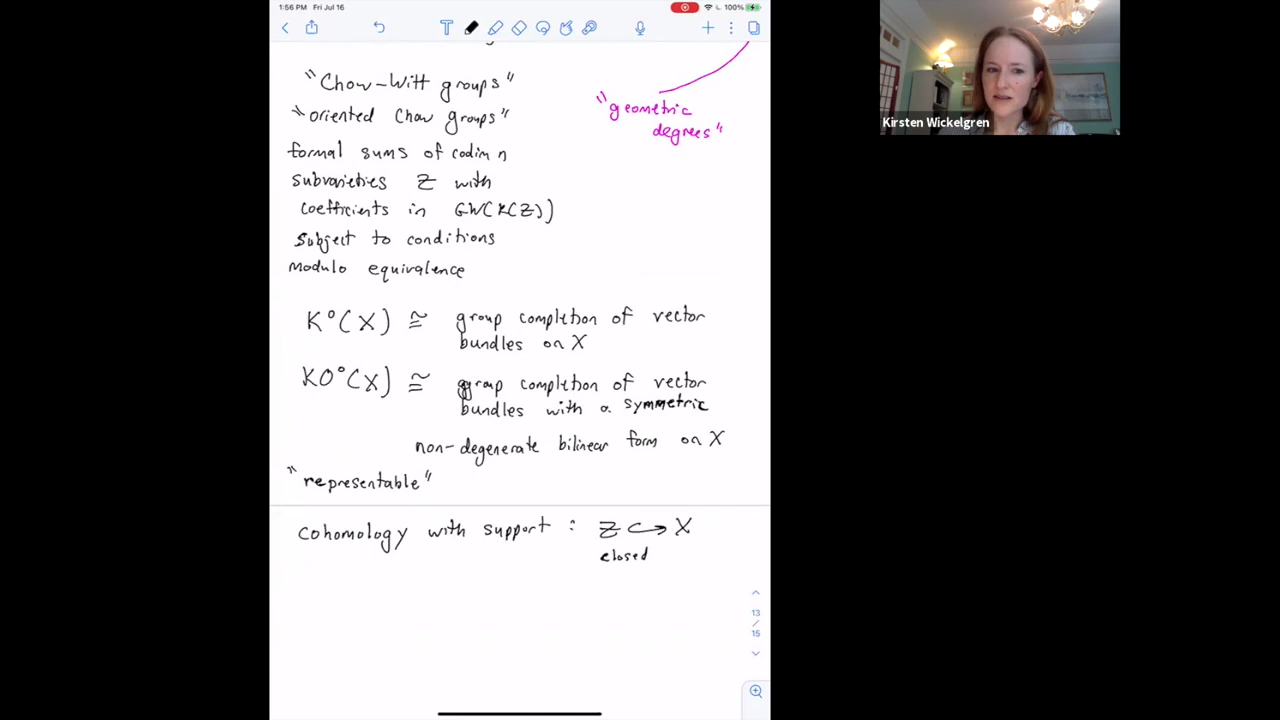 1:56 PM Fri Jul 16
100%
"Chow-Witt groups"
"oriented Chow groups"
"geometric
degrees"
formal sums of codim n
subvarieties Z with
coefficients in GW(k(Z))
subject to conditions
modulo equivalence
K°(X) ≅ group completion of vector
bundles on X
KO°(X) ≅ group completion of vector
bundles with a symmetric
non-degenerate bilinear form on X
"representable"
cohomology with support : Z ↪ X
closed
13
/
15
Kirsten Wickelgren